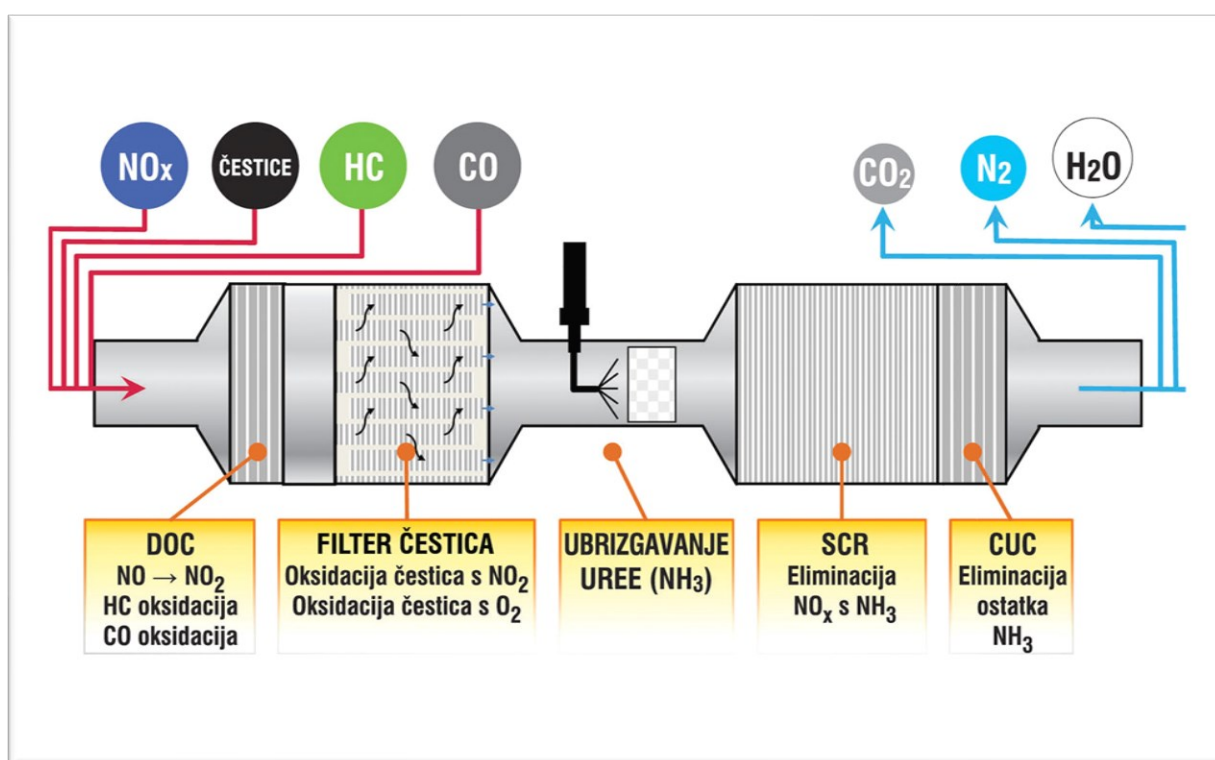 NOx
ČESTICE
HC
CO
CO2
N2
H2O
DOC
NO → NO2
HC oksidacija
CO oksidacija
FILTER ČESTICA
Oksidacija čestica s NO2
Oksidacija čestica s O2
UBRIZGAVANJE
UREE (NH3)
SCR
Eliminacija
NOx s NH3
CUC
Eliminacija
ostatka
NH3